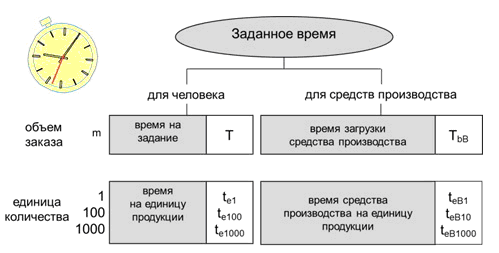 Заданное время
для человека
для средств производства
объем заказа
m
время на задание
T
время загрузки средства производства
TbB
единица количества
1
100
1000
время на единицу продукции
te1
te100
te1000
время средства производства на единицу продукции
teB1
teB10
teB1000